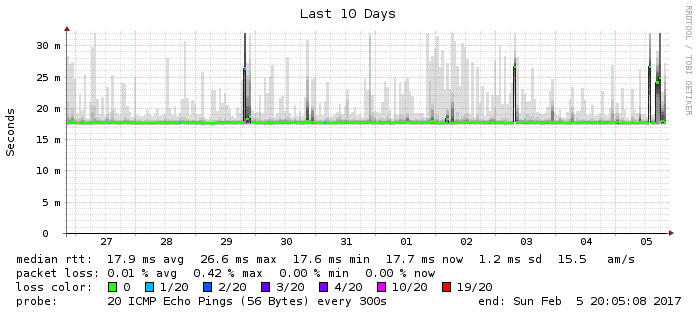 Last 10 Days
RRDTOOL / TOBI OETIKER
Seconds
30 m
25 m
20 m
15 m
10 m
5 m
0
27 28 29 30 31 01 02 03 04 05
median rtt: 17.9 ms avg 26.6 ms max 17.6 ms min 17.7 ms now 1.2 ms sd 15.5 am/s
packet loss: 0.01 % avg 0.42 % max 0.00 % min 0.00 % now
loss color: 0 1/20 2/20 3/20 4/20 10/20 19/20
probe: 20 ICMP Echo Pings (56 Bytes) every 300s end: Sun Feb 5 20:05:08 2017